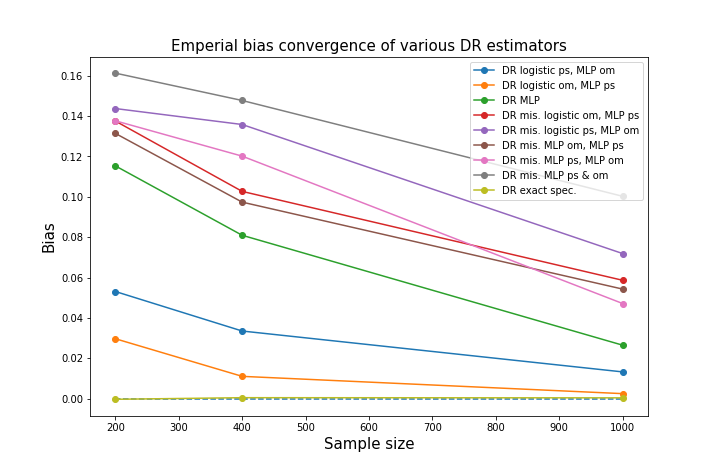 Emperial bias convergence of various DR estimators
DR logistic ps, MLP om
DR logistic om, MLP ps
DR MLP
DR mis. logistic om, MLP ps
DR mis. logistic ps, MLP om
DR mis. MLP om, MLP ps
DR mis. MLP ps, MLP om
DR mis. MLP ps & om
DR exact spec.
Bias
0.16
0.14
0.12
0.10
0.08
0.06
0.04
0.02
0.00
200 300 400 500 600 700 800 900 1000
Sample size